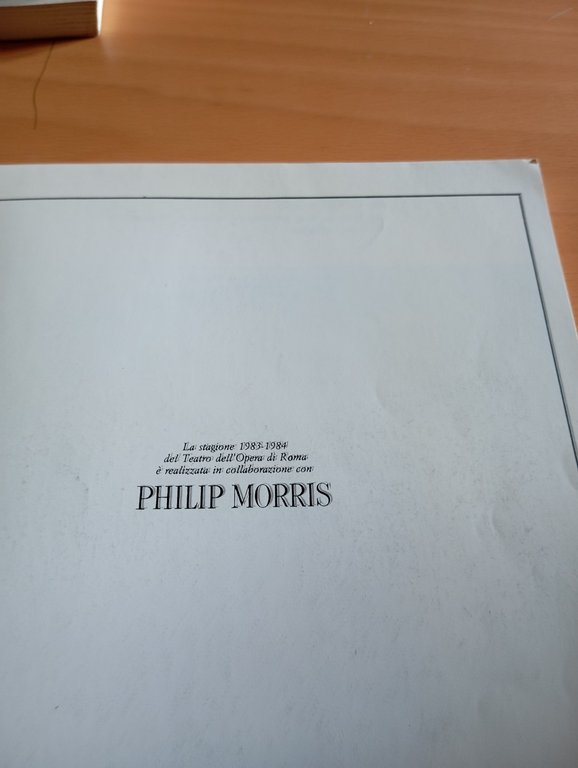 La stagione 1983-1984
del Teatro dell'Opera di Roma
è realizzata in collaborazione con
PHILIP MORRIS